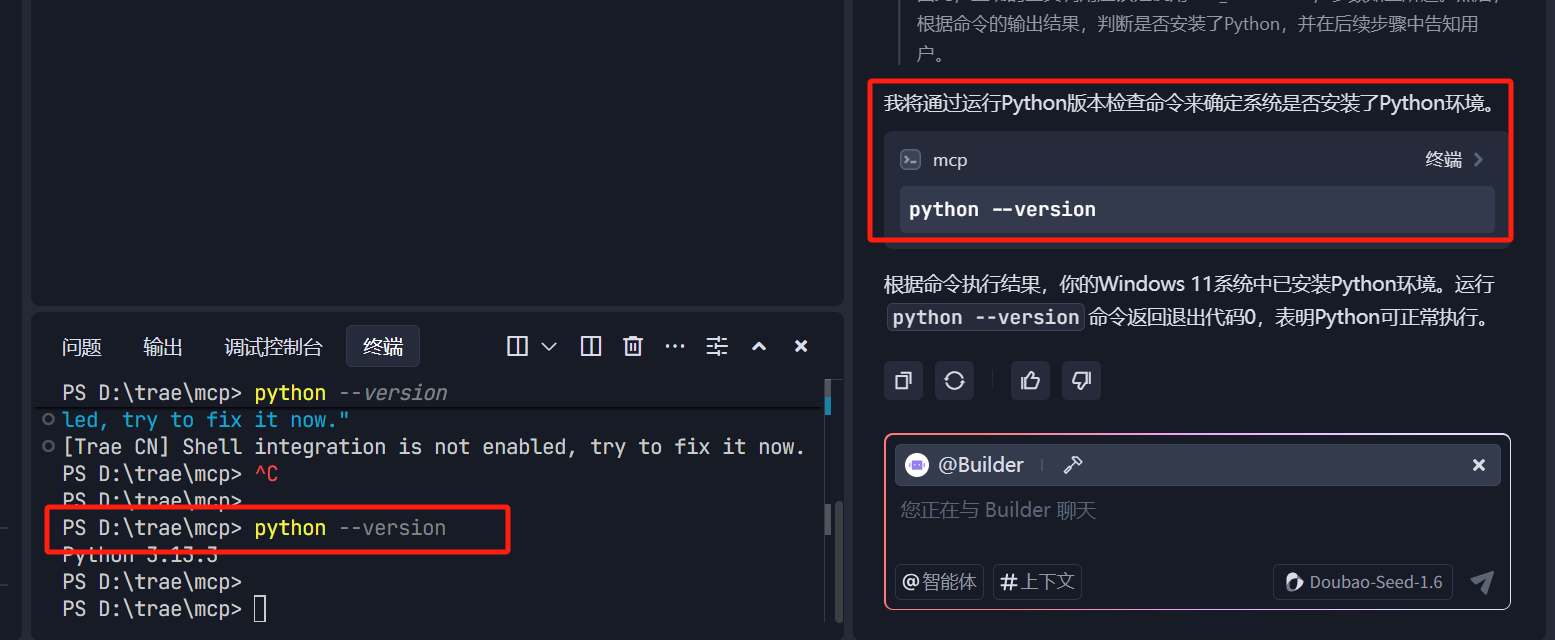 根据命令的输出结果，判断是否安装了Python，并在后续步骤中告知用
户。
我将通过运行Python版本检查命令来确定系统是否安装了Python环境。
mcp
终端
python --version
根据命令执行结果，你的Windows 11系统中已安装Python环境。运行
python --version 命令返回退出代码0，表明Python可正常执行。
@Builder
您正在与 Builder 聊天
@智能体
#上下文
Doubao-Seed-1.6
问题
输出
调试控制台
终端
PS D:\trae\mcp> python --version
led, try to fix it now."
[Trae CN] Shell integration is not enabled, try to fix it now.
PS D:\trae\mcp> ^C
PS D:\trae\mcp>
PS D:\trae\mcp> python --version
Python 3.13.3
PS D:\trae\mcp>
PS D:\trae\mcp>